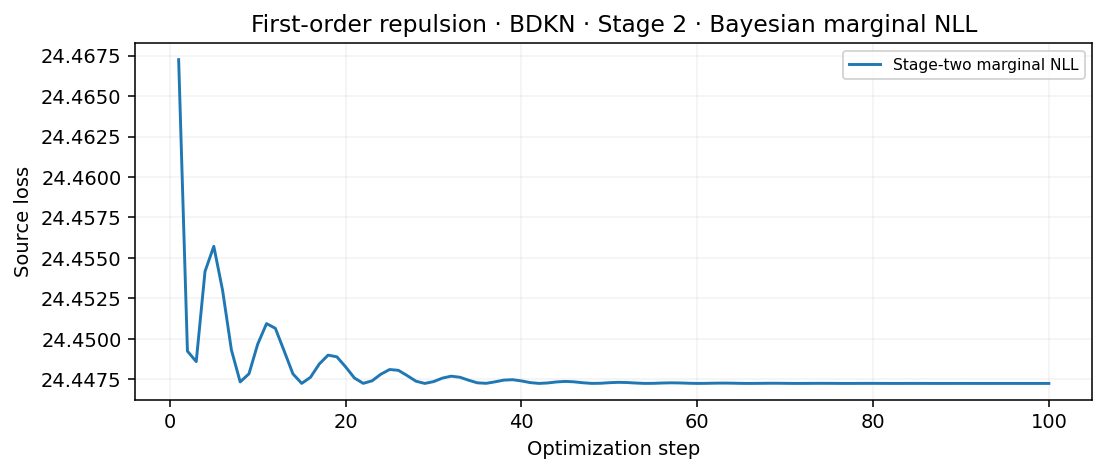 First-order repulsion · BDKN · Stage 2 · Bayesian marginal NLL
Stage-two marginal NLL
Source loss
24.4675
24.4650
24.4625
24.4600
24.4575
24.4550
24.4525
24.4500
24.4475
0 20 40 60 80 100
Optimization step